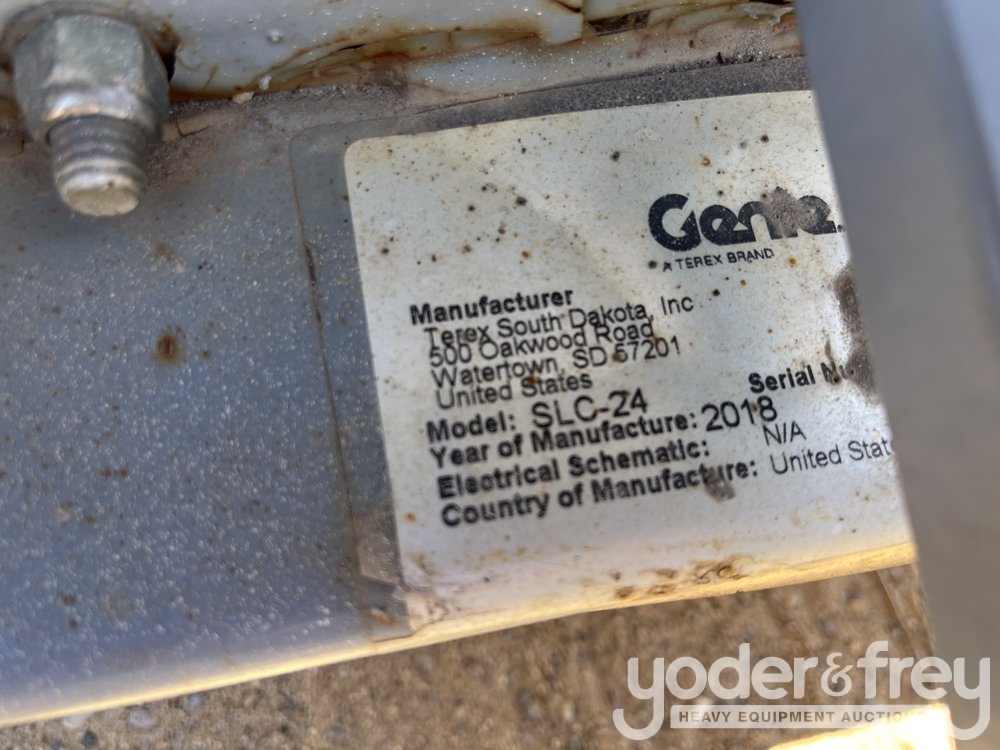 Genie
A TEREX BRAND
Manufacturer
Terex South Dakota, Inc
500 Oakwood Road
Watertown, SD 57201
United States
Serial
Model: SLC-24
Year of Manufacture: 2018
Electrical Schematic: N/A
Country of Manufacture: United Stat
yoder&frey
HEAVY EQUIPMENT AUCTIONS